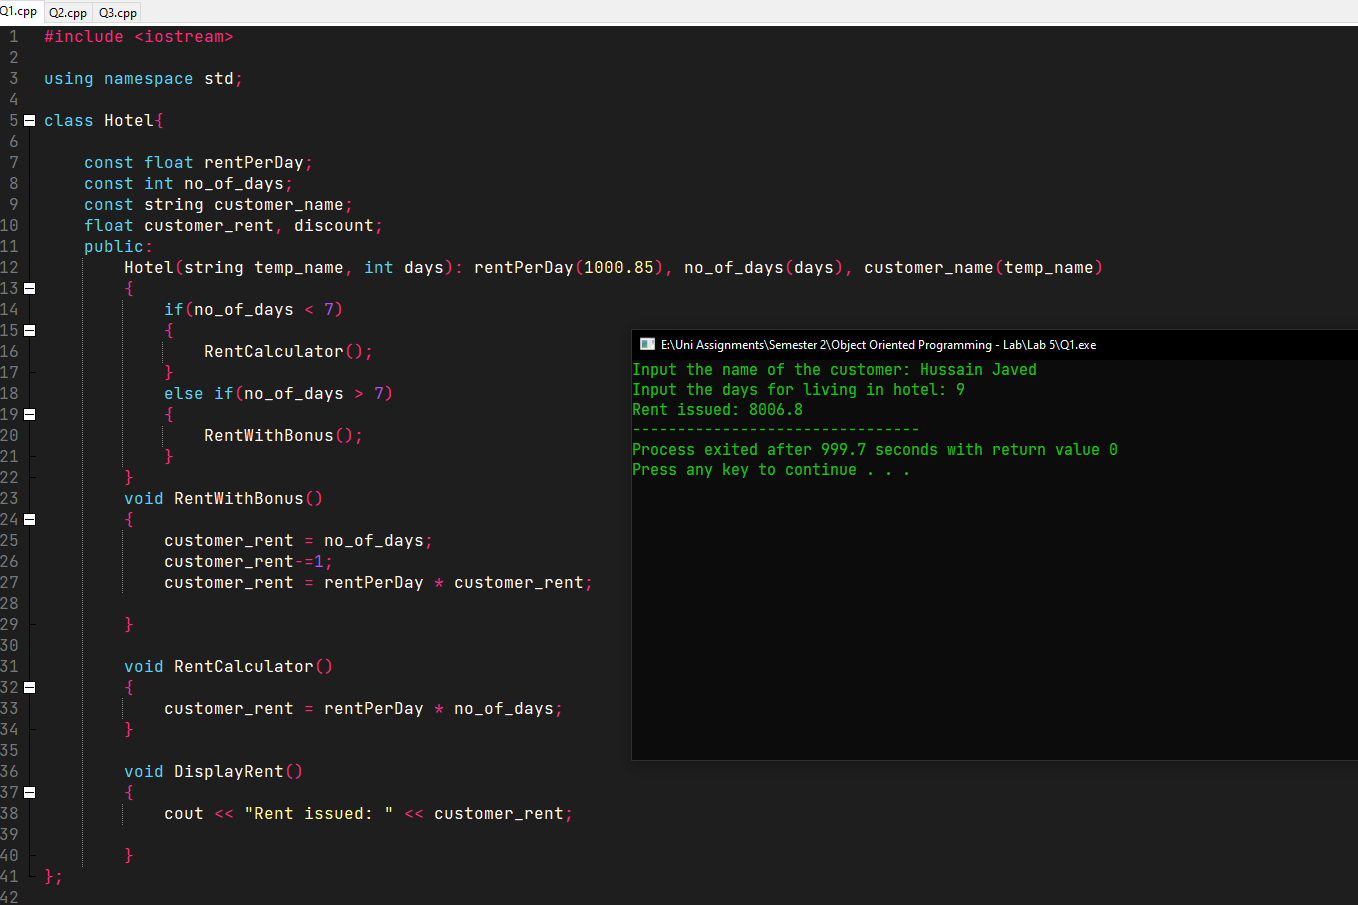 Q1.cpp Q2.cpp Q3.cpp
1 #include <iostream>
2
3 using namespace std;
4
5 class Hotel{
6
7 const float rentPerDay;
8 const int no_of_days;
9 const string customer_name;
10 float customer_rent, discount;
11 public:
12 Hotel(string temp_name, int days): rentPerDay(1000.85), no_of_days(days), customer_name(temp_name)
13 {
14 if(no_of_days < 7)
15 {
16 RentCalculator();
17 }
18 else if(no_of_days > 7)
19 {
20 RentWithBonus();
21 }
22 }
23 void RentWithBonus()
24 {
25 customer_rent = no_of_days;
26 customer_rent-=1;
27 customer_rent = rentPerDay * customer_rent;
28
29 }
30
31 void RentCalculator()
32 {
33 customer_rent = rentPerDay * no_of_days;
34 }
35
36 void DisplayRent()
37 {
38 cout << "Rent issued: " << customer_rent;
39
40 }
41 };
42
E:\Uni Assignments\Semester 2\Object Oriented Programming - Lab\Lab 5\Q1.exe
Input the name of the customer: Hussain Javed
Input the days for living in hotel: 9
Rent issued: 8006.8
--------------------------------
Process exited after 999.7 seconds with return value 0
Press any key to continue . . .